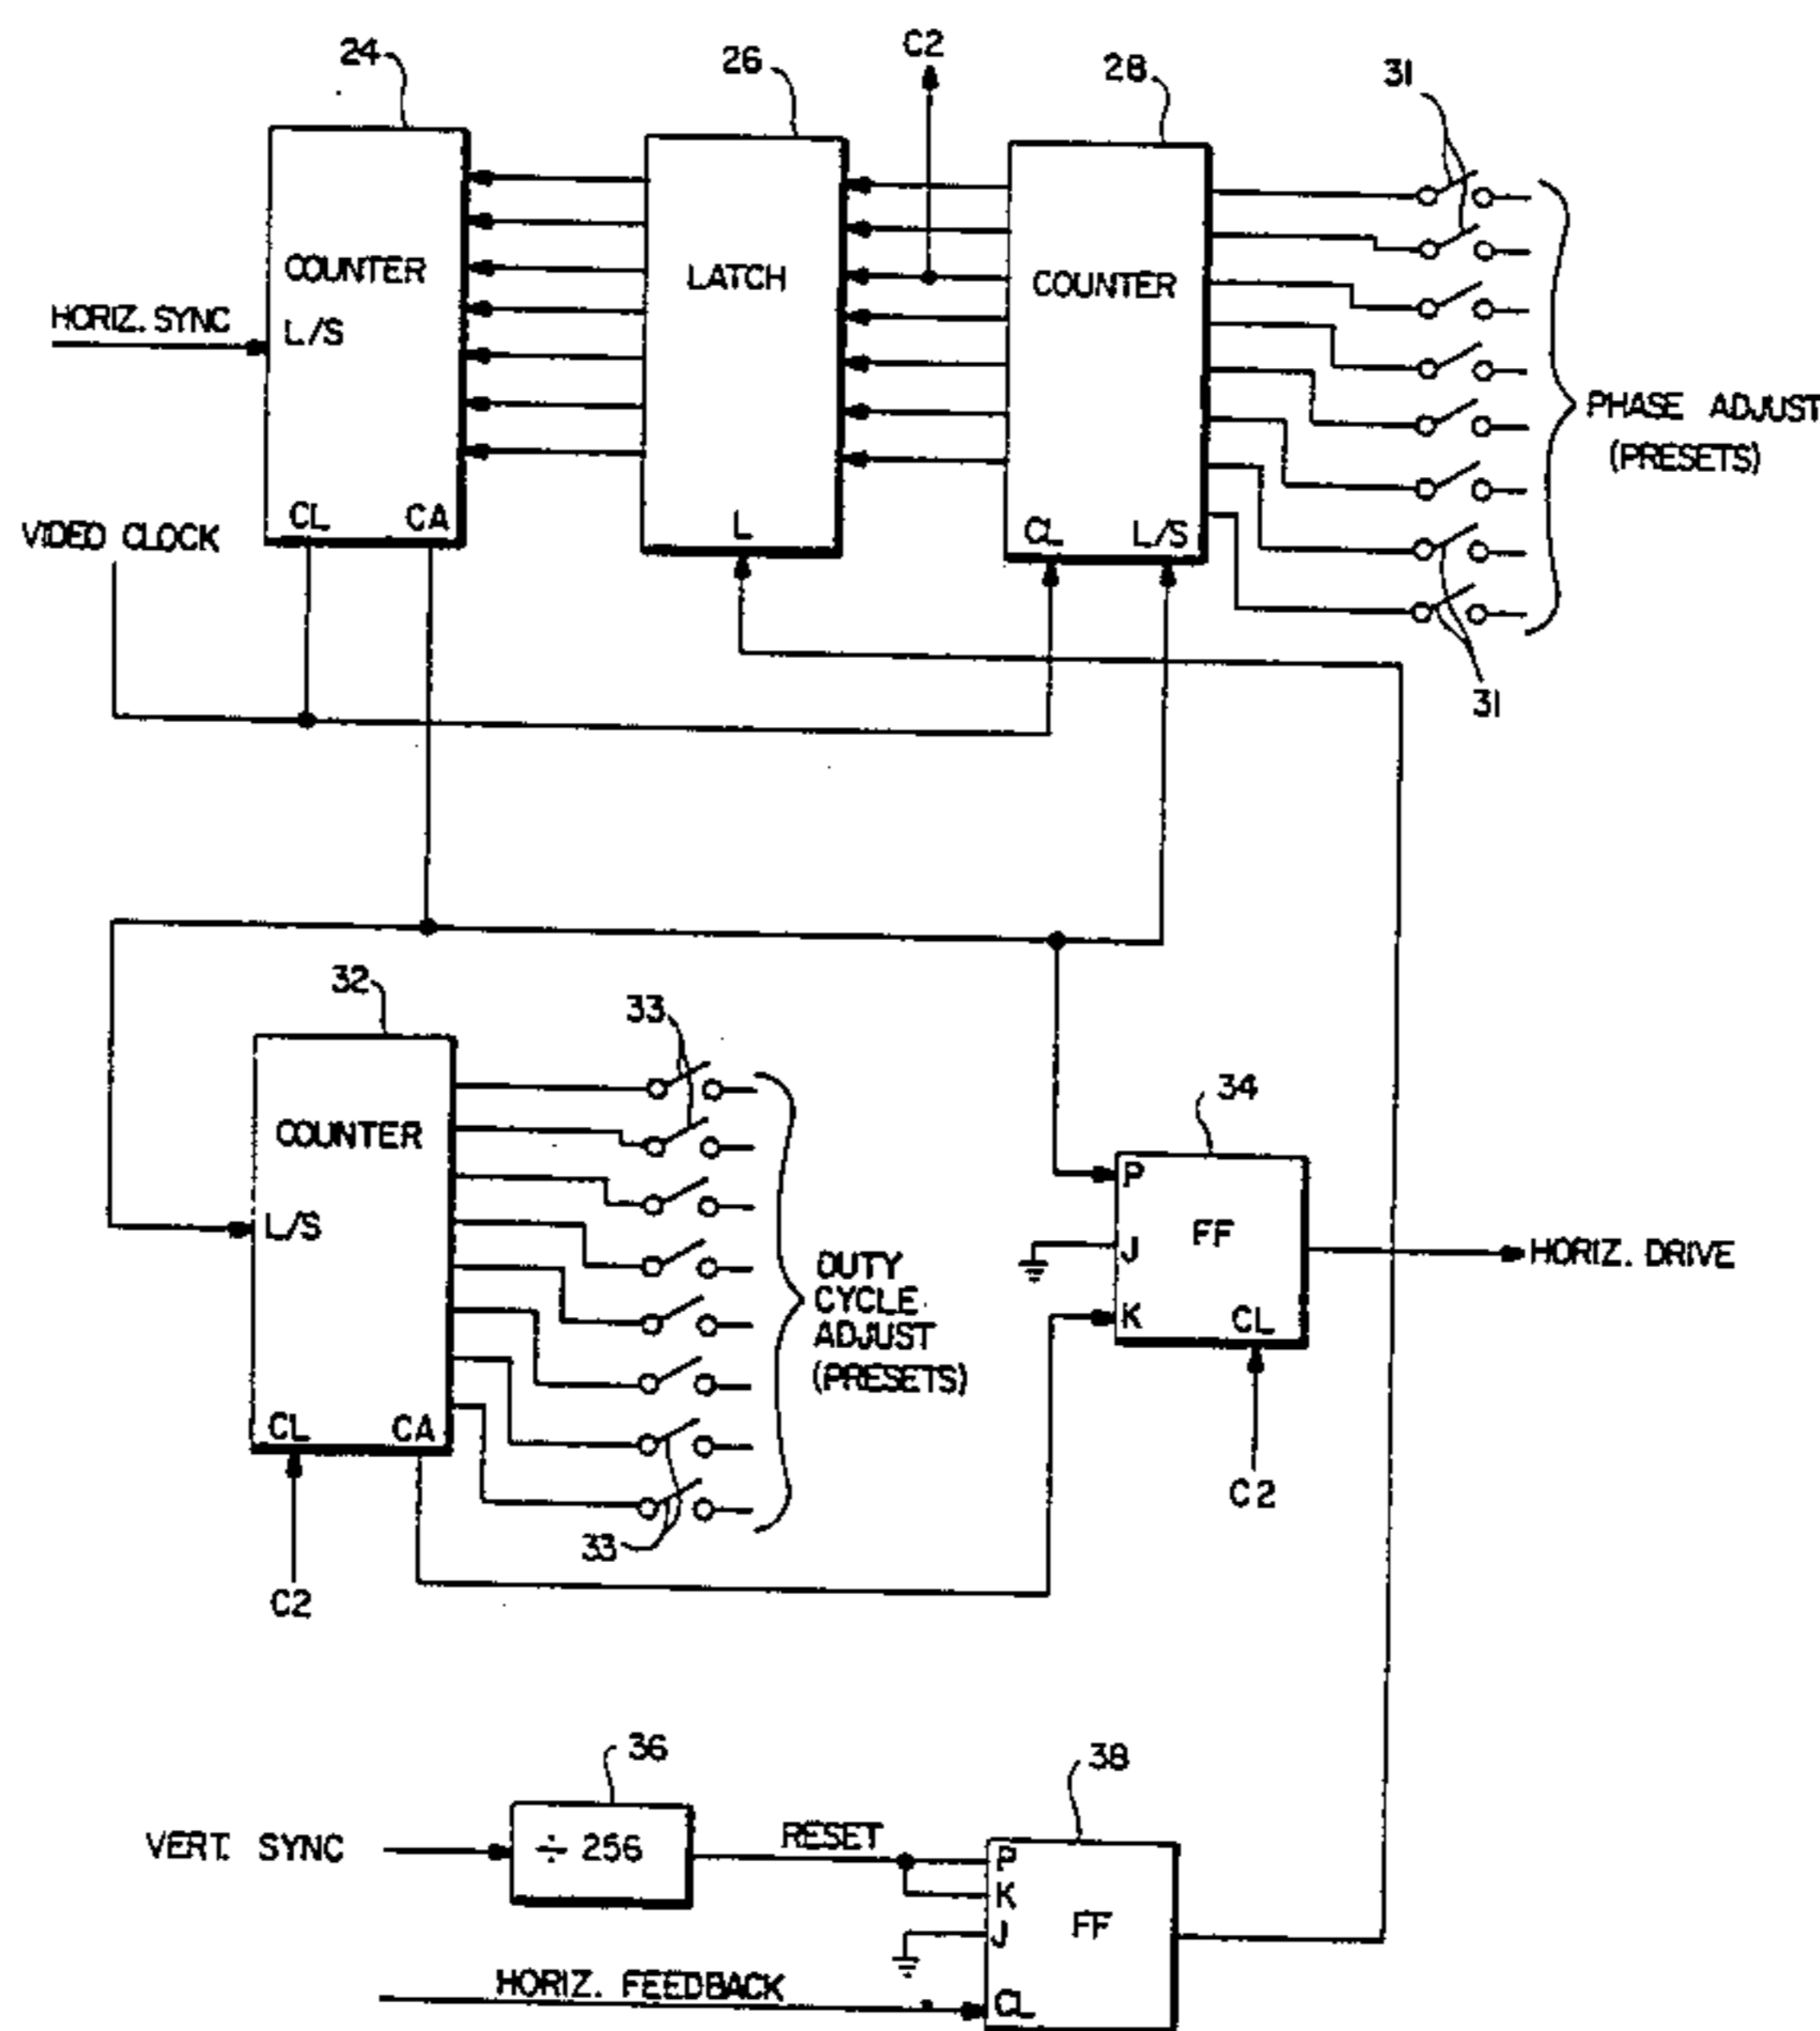 24
26
C2
28
31
COUNTER
L/S
CL
CA
LATCH
L
COUNTER
CL
L/S
HORIZ. SYNC
VIDEO CLOCK
PHASE ADJUST
(PRESETS)
31
32
33
COUNTER
L/S
CL
CA
C2
DUTY
CYCLE
ADJUST
(PRESETS)
33
34
P
J
FF
K
CL
C2
HORIZ. DRIVE
36
38
VERT. SYNC
÷ 256
RESET
P
K
J
FF
CL
HORIZ. FEEDBACK